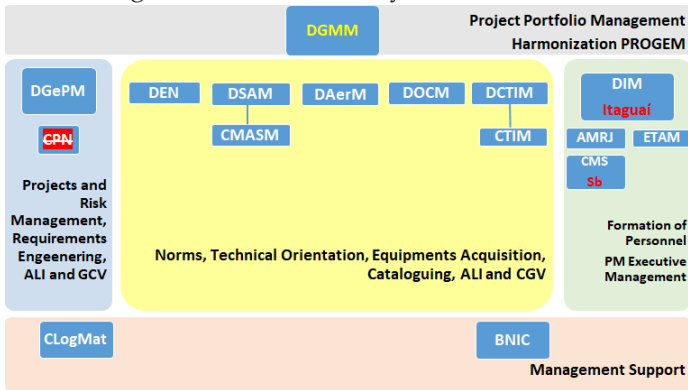 DGMM
Project Portfolio Management
Harmonization PROGEM
DGePM
CPN
Projects and
Risk
Management,
Requirements
Engeenering,
ALI and GCV
DEN
DSAM
DAerM
DOCM
DCTIM
CMASM
CTIM
Norms, Technical Orientation, Equipments Acquisition,
Cataloguing, ALI and CGV
DIM
Itaguaí
AMRJ
ETAM
CMS
Sb
Formation of
Personnel
PM Executive
Management
CLogMat
BNIC
Management Support